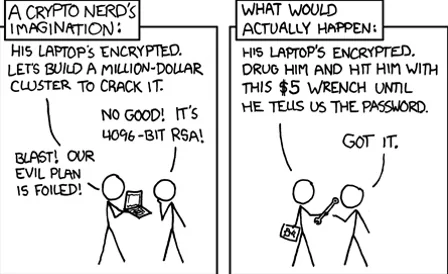 A CRYPTO NERD'S
IMAGINATION:
HIS LAPTOP'S ENCRYPTED.
LET'S BUILD A MILLION-DOLLAR
CLUSTER TO CRACK IT.
NO GOOD! IT'S
4096-BIT RSA!
BLAST! OUR
EVIL PLAN
IS FOILED!
WHAT WOULD
ACTUALLY HAPPEN:
HIS LAPTOP'S ENCRYPTED.
DRUG HIM AND HIT HIM WITH
THIS $5 WRENCH UNTIL
HE TELLS US THE PASSWORD.
GOT IT.